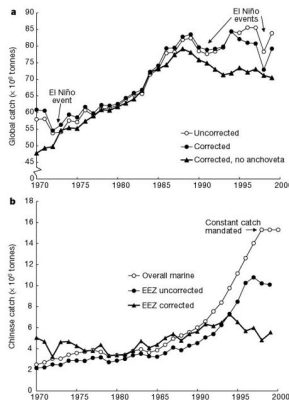 a
El Niño
events
El Niño
event
Global catch (× 10⁶ tonnes)
90
85
80
75
70
65
60
55
50
45
0
Uncorrected
Corrected
Corrected, no anchoveta
1970
1975
1980
1985
1990
1995
2000
b
Constant catch
mandated
Chinese catch (× 10⁶ tonnes)
18
16
14
12
10
8
6
4
2
0
Overall marine
EEZ uncorrected
EEZ corrected
1970
1975
1980
1985
1990
1995
2000